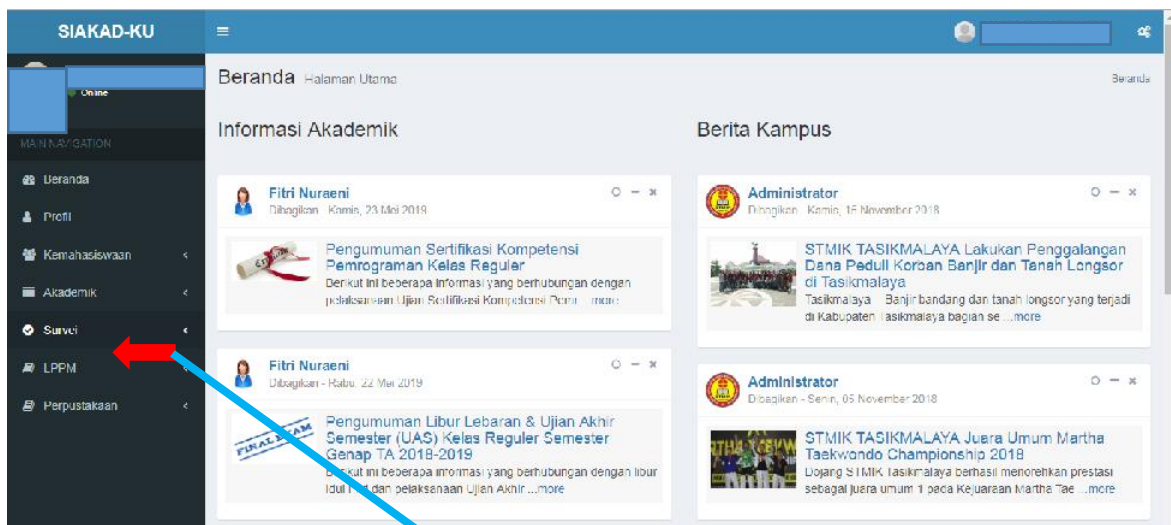 SIAKAD-KU
Online
MAIN NAVIGATION
Beranda
Profil
Kemahasiswaan
Akademik
Survei
LPPM
Perpustakaan
Beranda Halaman Utama
Beranda
Informasi Akademik
Fitri Nuraeni
Dibagikan - Kamis, 23 Mei 2019
Pengumuman Sertifikasi Kompetensi
Pemrograman Kelas Reguler
Berikut ini beberapa informasi yang berhubungan dengan
pelaksanaan Ujian Sertifikasi Kompetensi Pemr ...more
Fitri Nuraeni
Dibagikan - Rabu, 22 Mei 2019
FINAL EXAM
Pengumuman Libur Lebaran & Ujian Akhir
Semester (UAS) Kelas Reguler Semester
Genap TA 2018-2019
Berikut ini beberapa informasi yang berhubungan dengan libur
Idul dan pelaksanaan Ujian Akhir ...more
Berita Kampus
Administrator
Dibagikan - Kamis, 15 November 2018
STMIK TASIKMALAYA Lakukan Penggalangan
Dana Peduli Korban Banjir dan Tanah Longsor
di Tasikmalaya
Tasikmalaya - Banjir bandang dan tanah longsor yang terjadi
di Kabupaten Tasikmalaya bagian se ...more
Administrator
Dibagikan - Senin, 05 November 2018
STMIK TASIKMALAYA Juara Umum Martha
Taekwondo Championship 2018
Dojang STMIK Tasikmalaya berhasil menorehkan prestasi
sebagai juara umum 1 pada Kejuaraan Martha Tae ...more